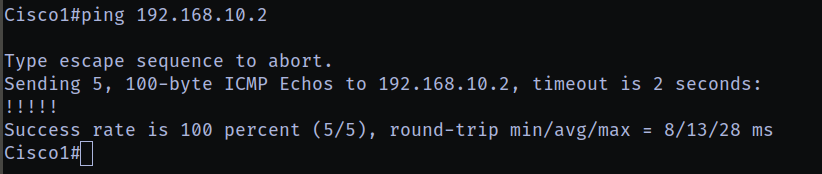 Cisco1#ping 192.168.10.2
Type escape sequence to abort.
Sending 5, 100-byte ICMP Echos to 192.168.10.2, timeout is 2 seconds:
!!!!!
Success rate is 100 percent (5/5), round-trip min/avg/max = 8/13/28 ms
Cisco1#